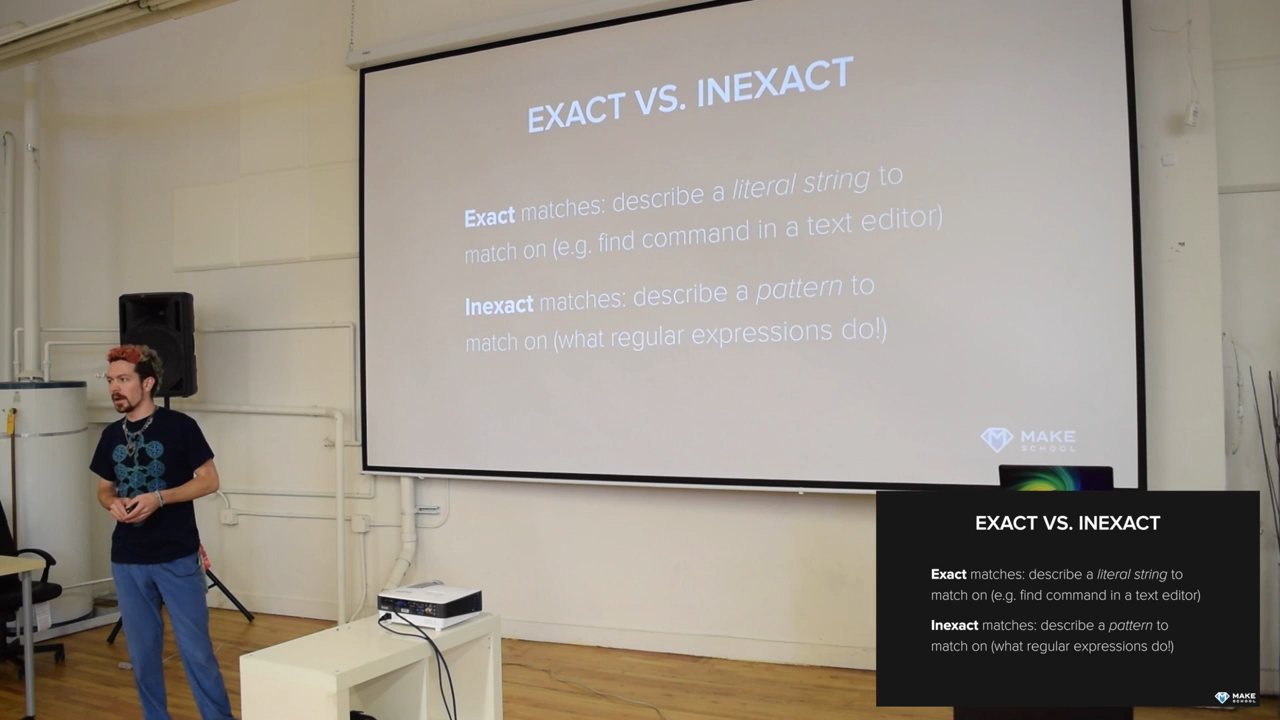 EXACT VS. INEXACT
Exact matches: describe a literal string to
match on (e.g. find command in a text editor)
Inexact matches: describe a pattern to
match on (what regular expressions do!)
MAKE
SCHOOL
EXACT VS. INEXACT
Exact matches: describe a literal string to
match on (e.g. find command in a text editor)
Inexact matches: describe a pattern to
match on (what regular expressions do!)
MAKE
SCHOOL